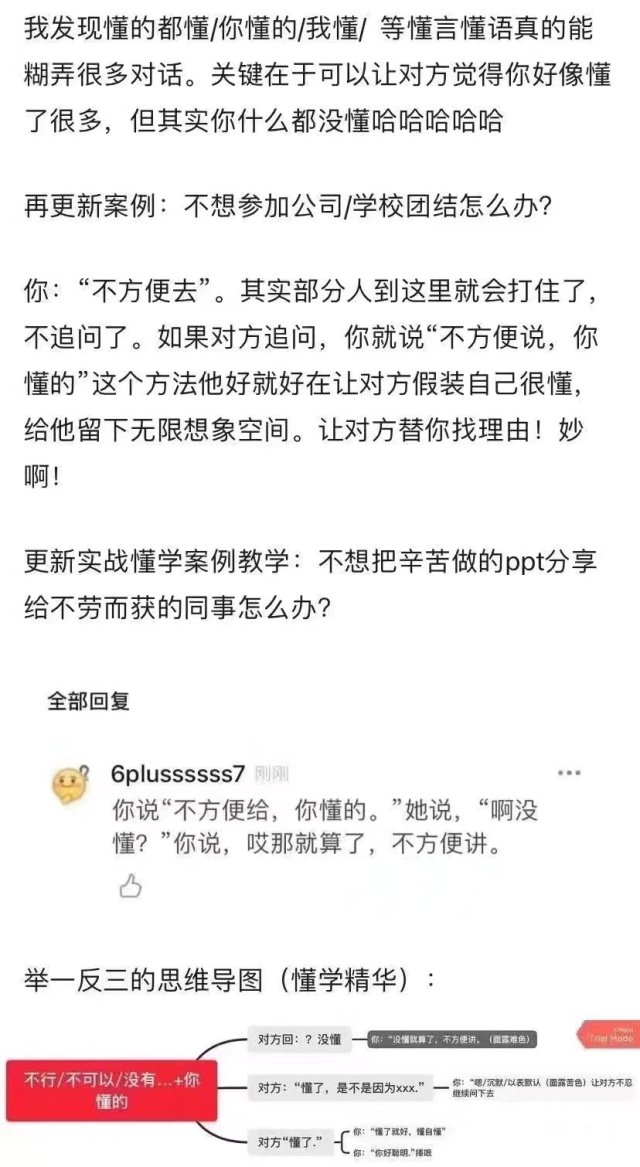 我发现懂的都懂/你懂的/我懂/ 等懂言懂语真的能
糊弄很多对话。关键在于可以让对方觉得你好像懂
了很多，但其实你什么都没懂哈哈哈哈哈
再更新案例：不想参加公司/学校团结怎么办？
你：“不方便去”。其实部分人到这里就会打住了，
不追问了。如果对方追问，你就说“不方便说，你
懂的”这个方法他好就好在让对方假装自己很懂，
给他留下无限想象空间。让对方替你找理由！妙
啊！
更新实战懂学案例教学：不想把辛苦做的ppt分享
给不劳而获的同事怎么办？
全部回复
6plussssss7 刚刚
你说“不方便给，你懂的。”她说，“啊没
懂？”你说，哎那就算了，不方便讲。
举一反三的思维导图（懂学精华）：
不行/不可以/没有...+你
懂的
对方回：？没懂
你：“没懂就算了，不方便讲。（面露难色）
Trial Mode
对方：“懂了，是不是因为xxx.”
你：“嗯/沉默/以表默认（面露苦色）让对方不忍
继续问下去
对方“懂了.”
你：“懂了就好，懂自懂”
你：“你好聪明.”捧哏